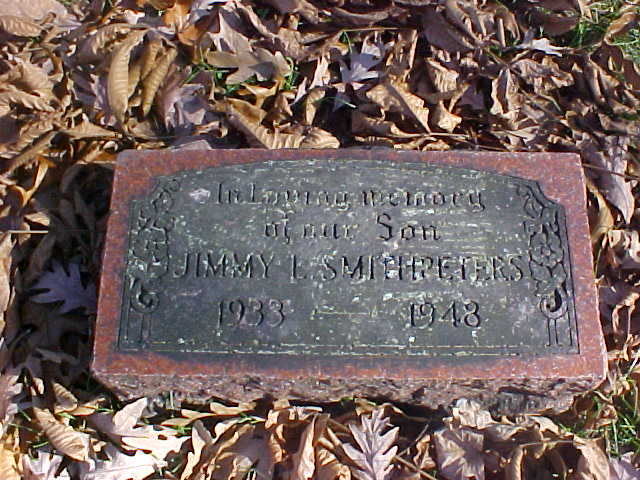 In loving memory
of our Son
JIMMY L. SMITHPETERS
1933 — 1948